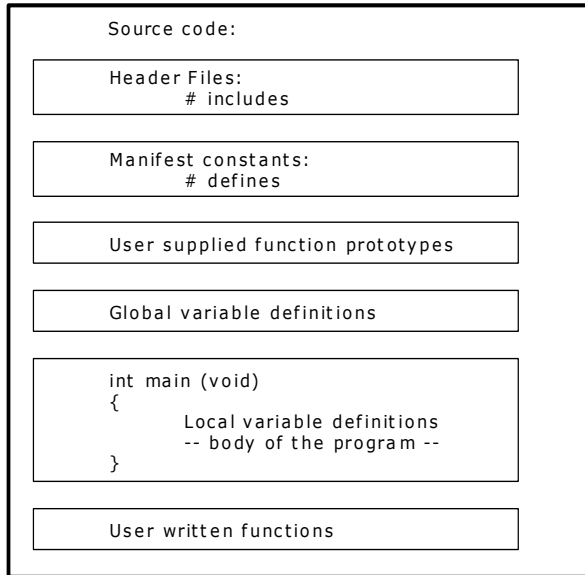 Source code:
Header Files:
# includes
Manifest constants:
# defines
User supplied function prototypes
Global variable definitions
int main (void)
{
Local variable definitions
-- body of the program --
}
User written functions